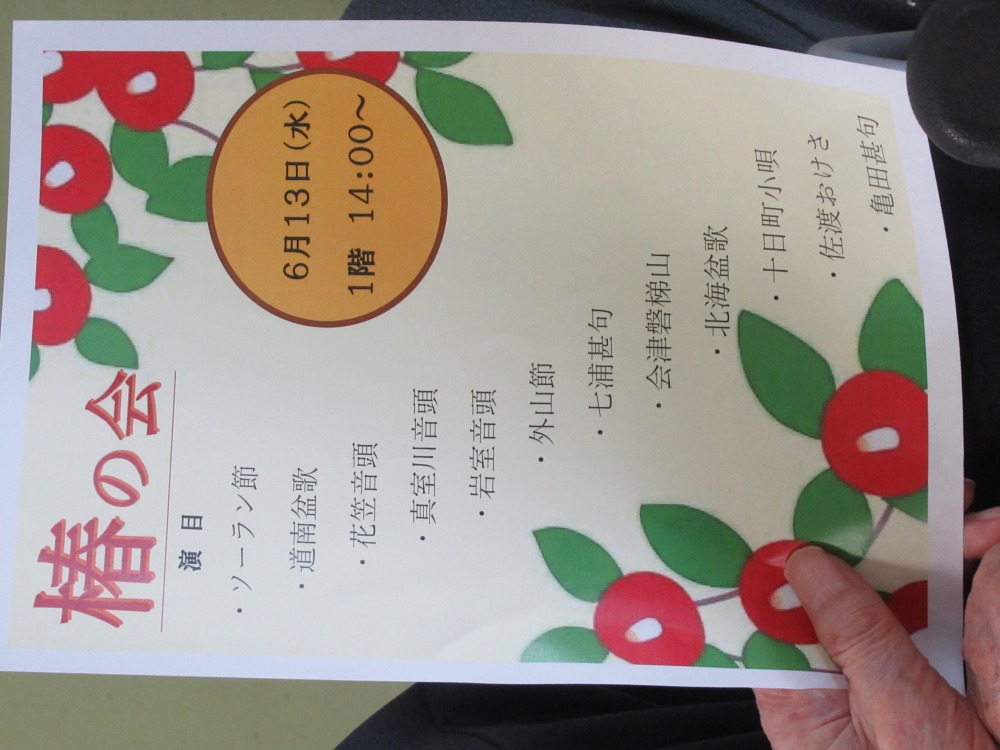 椿の会
6月13日(水)
1階 14:00～
演目
・ソーラン節
・道南盆歌
・花笠音頭
・真室川音頭
・岩室音頭
・外山節
・七浦甚句
・会津磐梯山
・北海盆歌
・十日町小唄
・佐渡おけさ
・亀田甚句